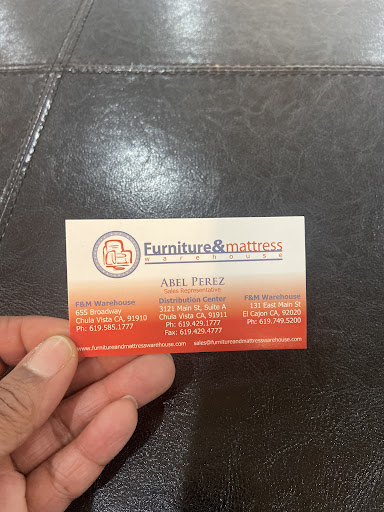 Furniture&mattress
warehouse
ABEL PEREZ
Sales Representative
F&M Warehouse
655 Broadway
Chula Vista CA, 91910
Ph: 619.585.1777
Distribution Center
3121 Main St, Suite A
Chula Vista CA, 91911
Ph: 619.429.1777
Fax: 619.429.4777
F&M Warehouse
131 East Main St
El Cajon CA, 92020
Ph: 619.749.5200
www.furnitureandmattresswarehouse.com sales@furnitureandmattresswarehouse.com